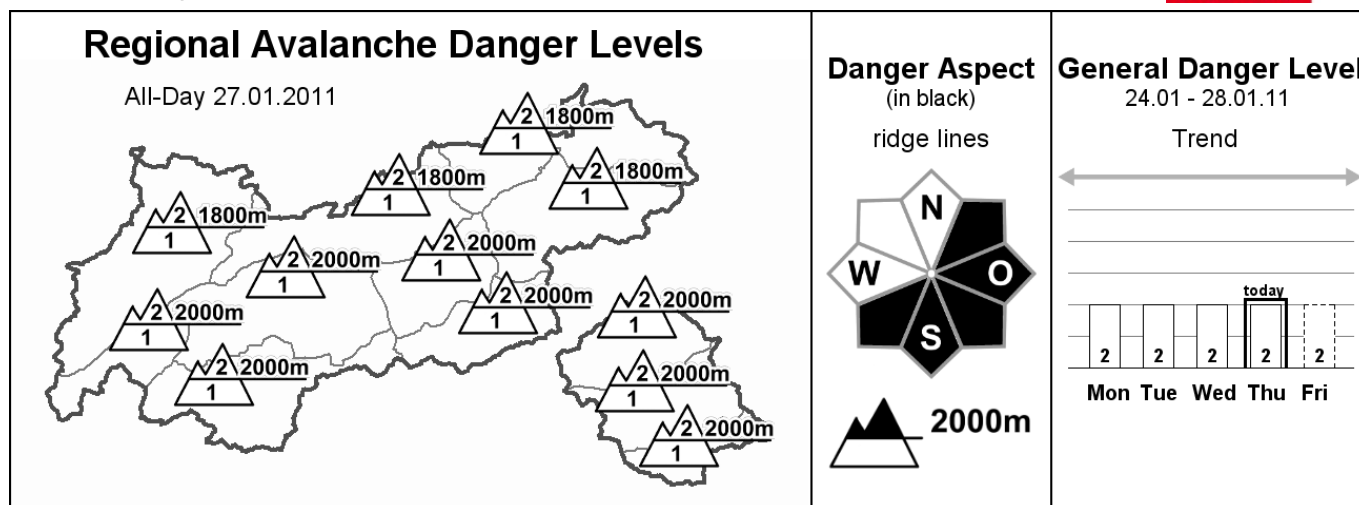 Regional Avalanche Danger Levels
All-Day 27.01.2011
2 1800m
1
2 1800m
1
2 1800m
1
2 1800m
1
2 2000m
1
2 2000m
1
2 2000m
1
2 2000m
1
2 2000m
1
2 2000m
1
2 2000m
1
2 2000m
1
Danger Aspect
(in black)
ridge lines
N
W
O
S
2000m
General Danger Level
24.01 - 28.01.11
Trend
today
2 2 2 2 2
Mon Tue Wed Thu Fri